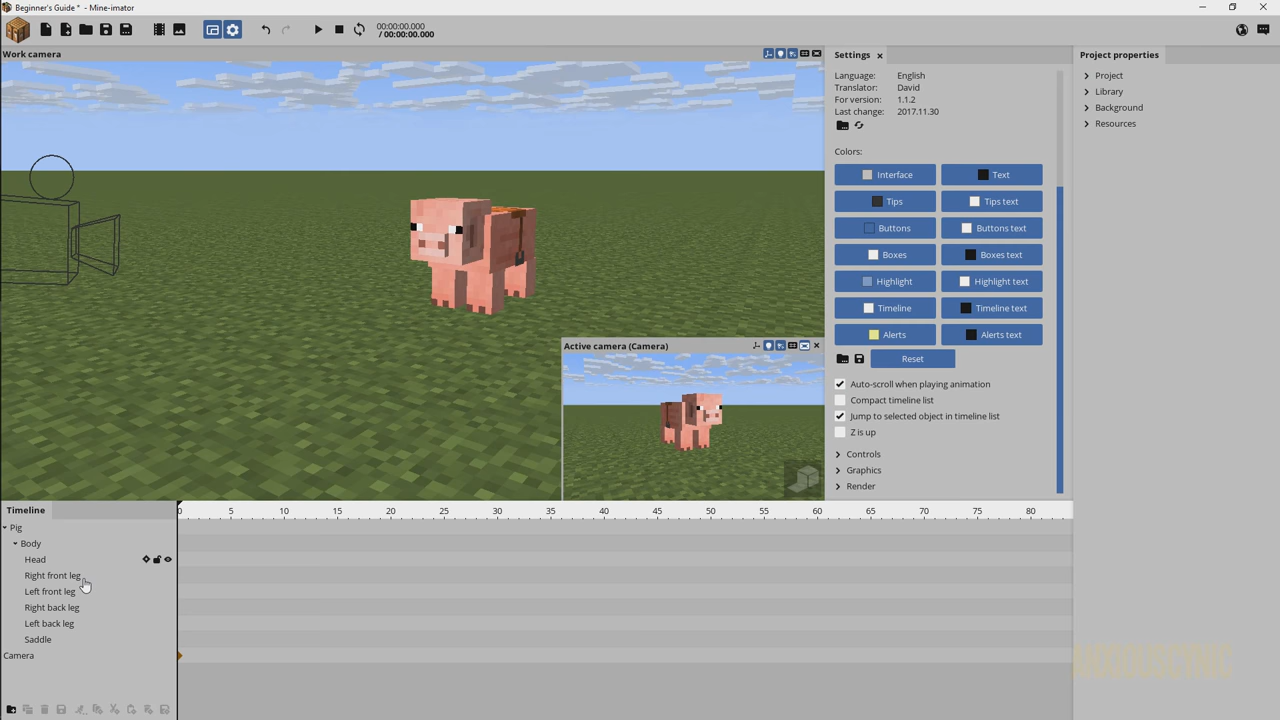 Beginner's Guide * - Mine-imator
00:00:00.000
/ 00:00:00.000
Work camera
Settings
Language: English
Translator: David
For version: 1.1.2
Last change: 2017.11.30
Colors:
Interface Text
Tips Tips text
Buttons Buttons text
Boxes Boxes text
Highlight Highlight text
Timeline Timeline text
Alerts Alerts text
Reset
Auto-scroll when playing animation
Compact timeline list
Jump to selected object in timeline list
Z is up
Controls
Graphics
Render
Project properties
Project
Library
Background
Resources
Active camera (Camera)
Timeline
0 5 10 15 20 25 30 35 40 45 50 55 60 65 70 75 80
Pig
Body
Head
Right front leg
Left front leg
Right back leg
Left back leg
Saddle
Camera